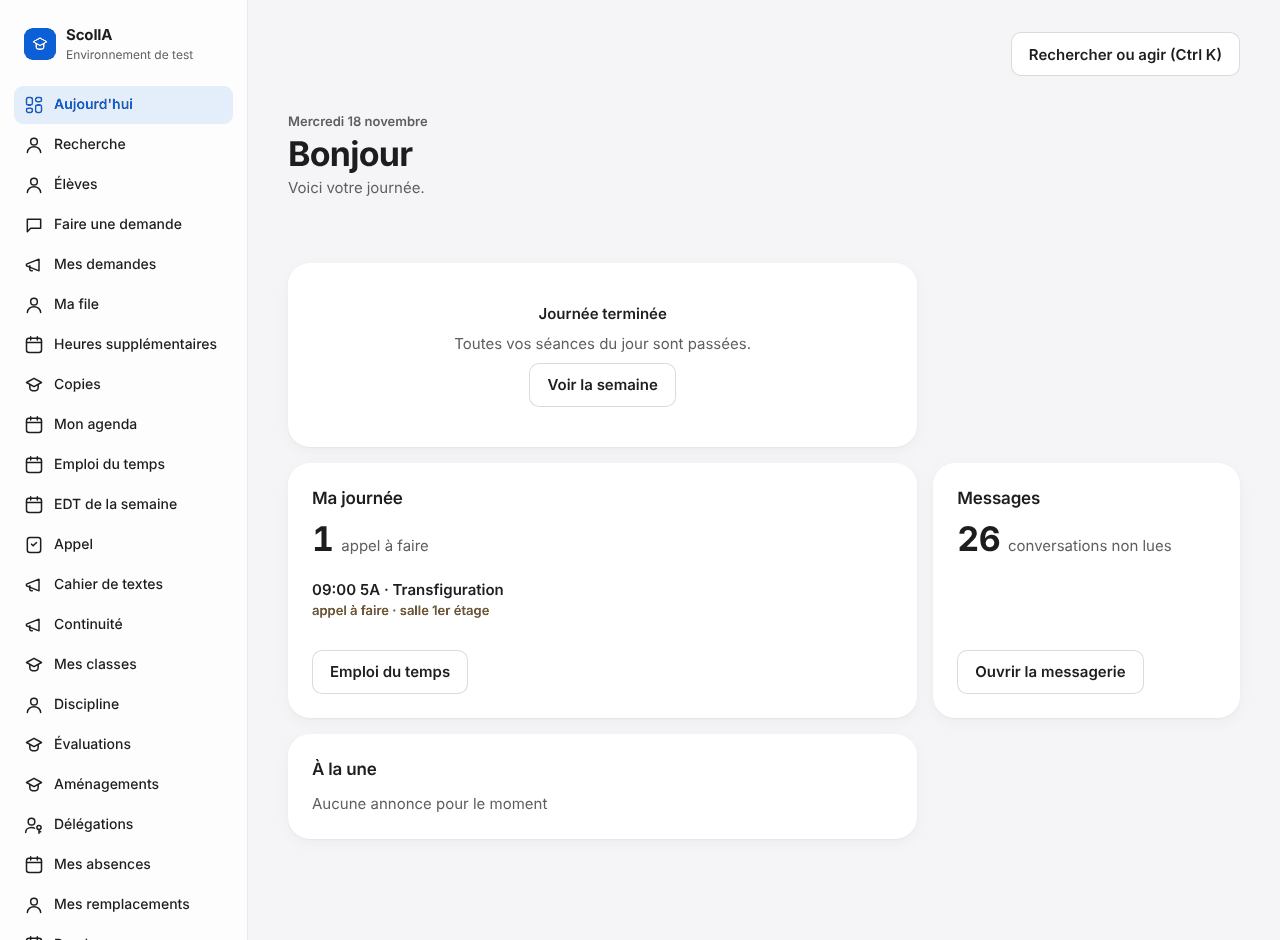 ScolIA
Environnement de test
Aujourd'hui
Recherche
Élèves
Faire une demande
Mes demandes
Ma file
Heures supplémentaires
Copies
Mon agenda
Emploi du temps
EDT de la semaine
Appel
Cahier de textes
Continuité
Mes classes
Discipline
Évaluations
Aménagements
Délégations
Mes absences
Mes remplacements
Rechercher ou agir (Ctrl K)
Mercredi 18 novembre
Bonjour
Voici votre journée.
Journée terminée
Toutes vos séances du jour sont passées.
Voir la semaine
Ma journée
1 appel à faire
09:00 5A · Transfiguration
appel à faire · salle 1er étage
Emploi du temps
Messages
26 conversations non lues
Ouvrir la messagerie
À la une
Aucune annonce pour le moment